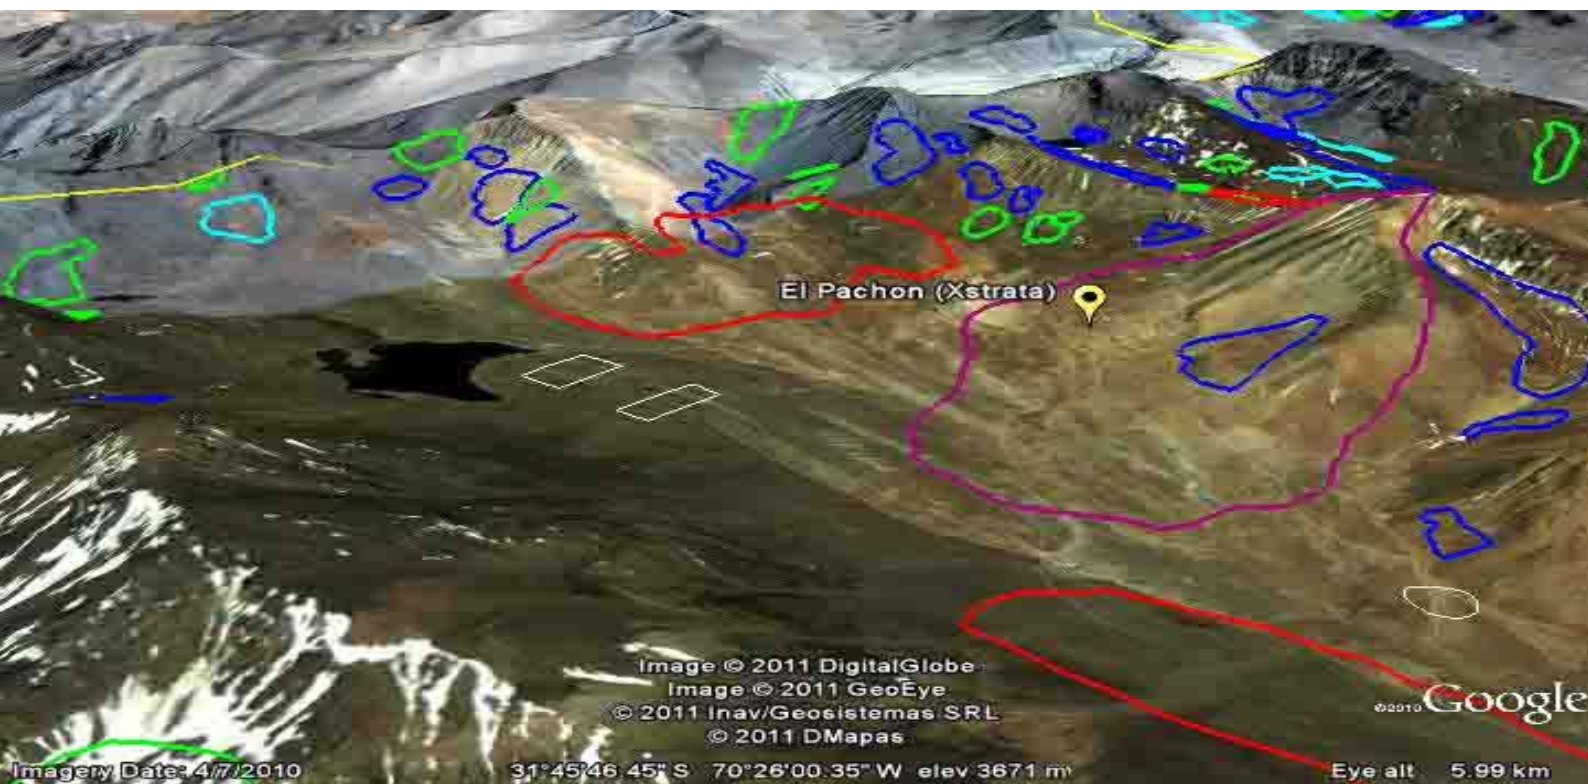 El Pachon (Xstrata)
Image © 2011 DigitalGlobe
Image © 2011 GeoEye
© 2011 Inav/Geosistemas SRL
© 2011 DMapas
©2010 Google
Imagery Date: 4/7/2010 31°45'46.45" S 70°26'00.35" W elev 3671 m Eye alt 5.99 km